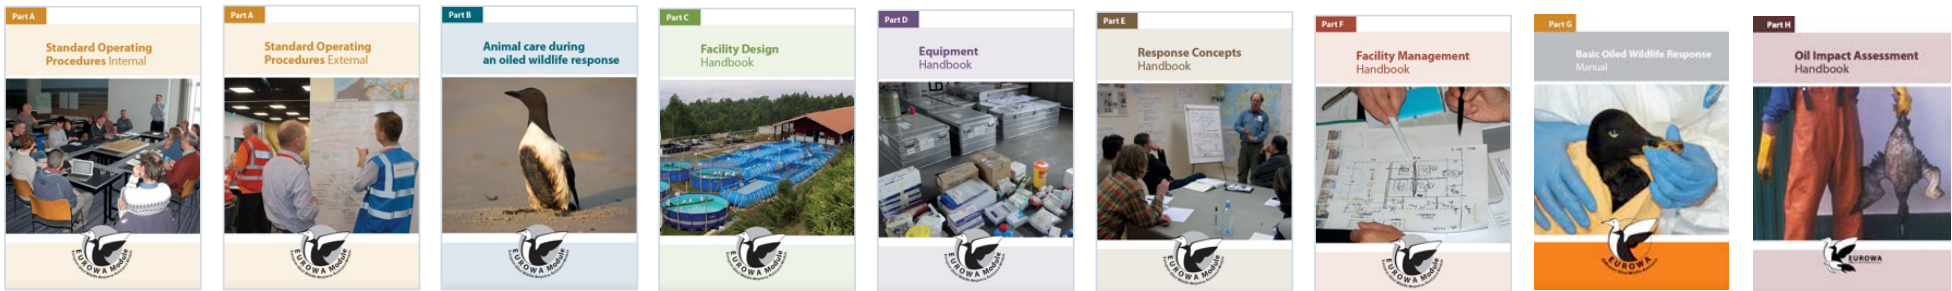 Part A
Standard Operating
Procedures Internal
EUROWA Module
Part A
Standard Operating
Procedures External
EUROWA Module
Part B
Animal care during
an oiled wildlife response
EUROWA Module
Part C
Facility Design
Handbook
EUROWA Module
Part D
Equipment
Handbook
EUROWA Module
Part E
Response Concepts
Handbook
EUROWA Module
Part F
Facility Management
Handbook
EUROWA Module
Part G
Basic Oiled Wildlife Response
Manual
EUROWA
Part H
Oil Impact Assessment
Handbook
EUROWA